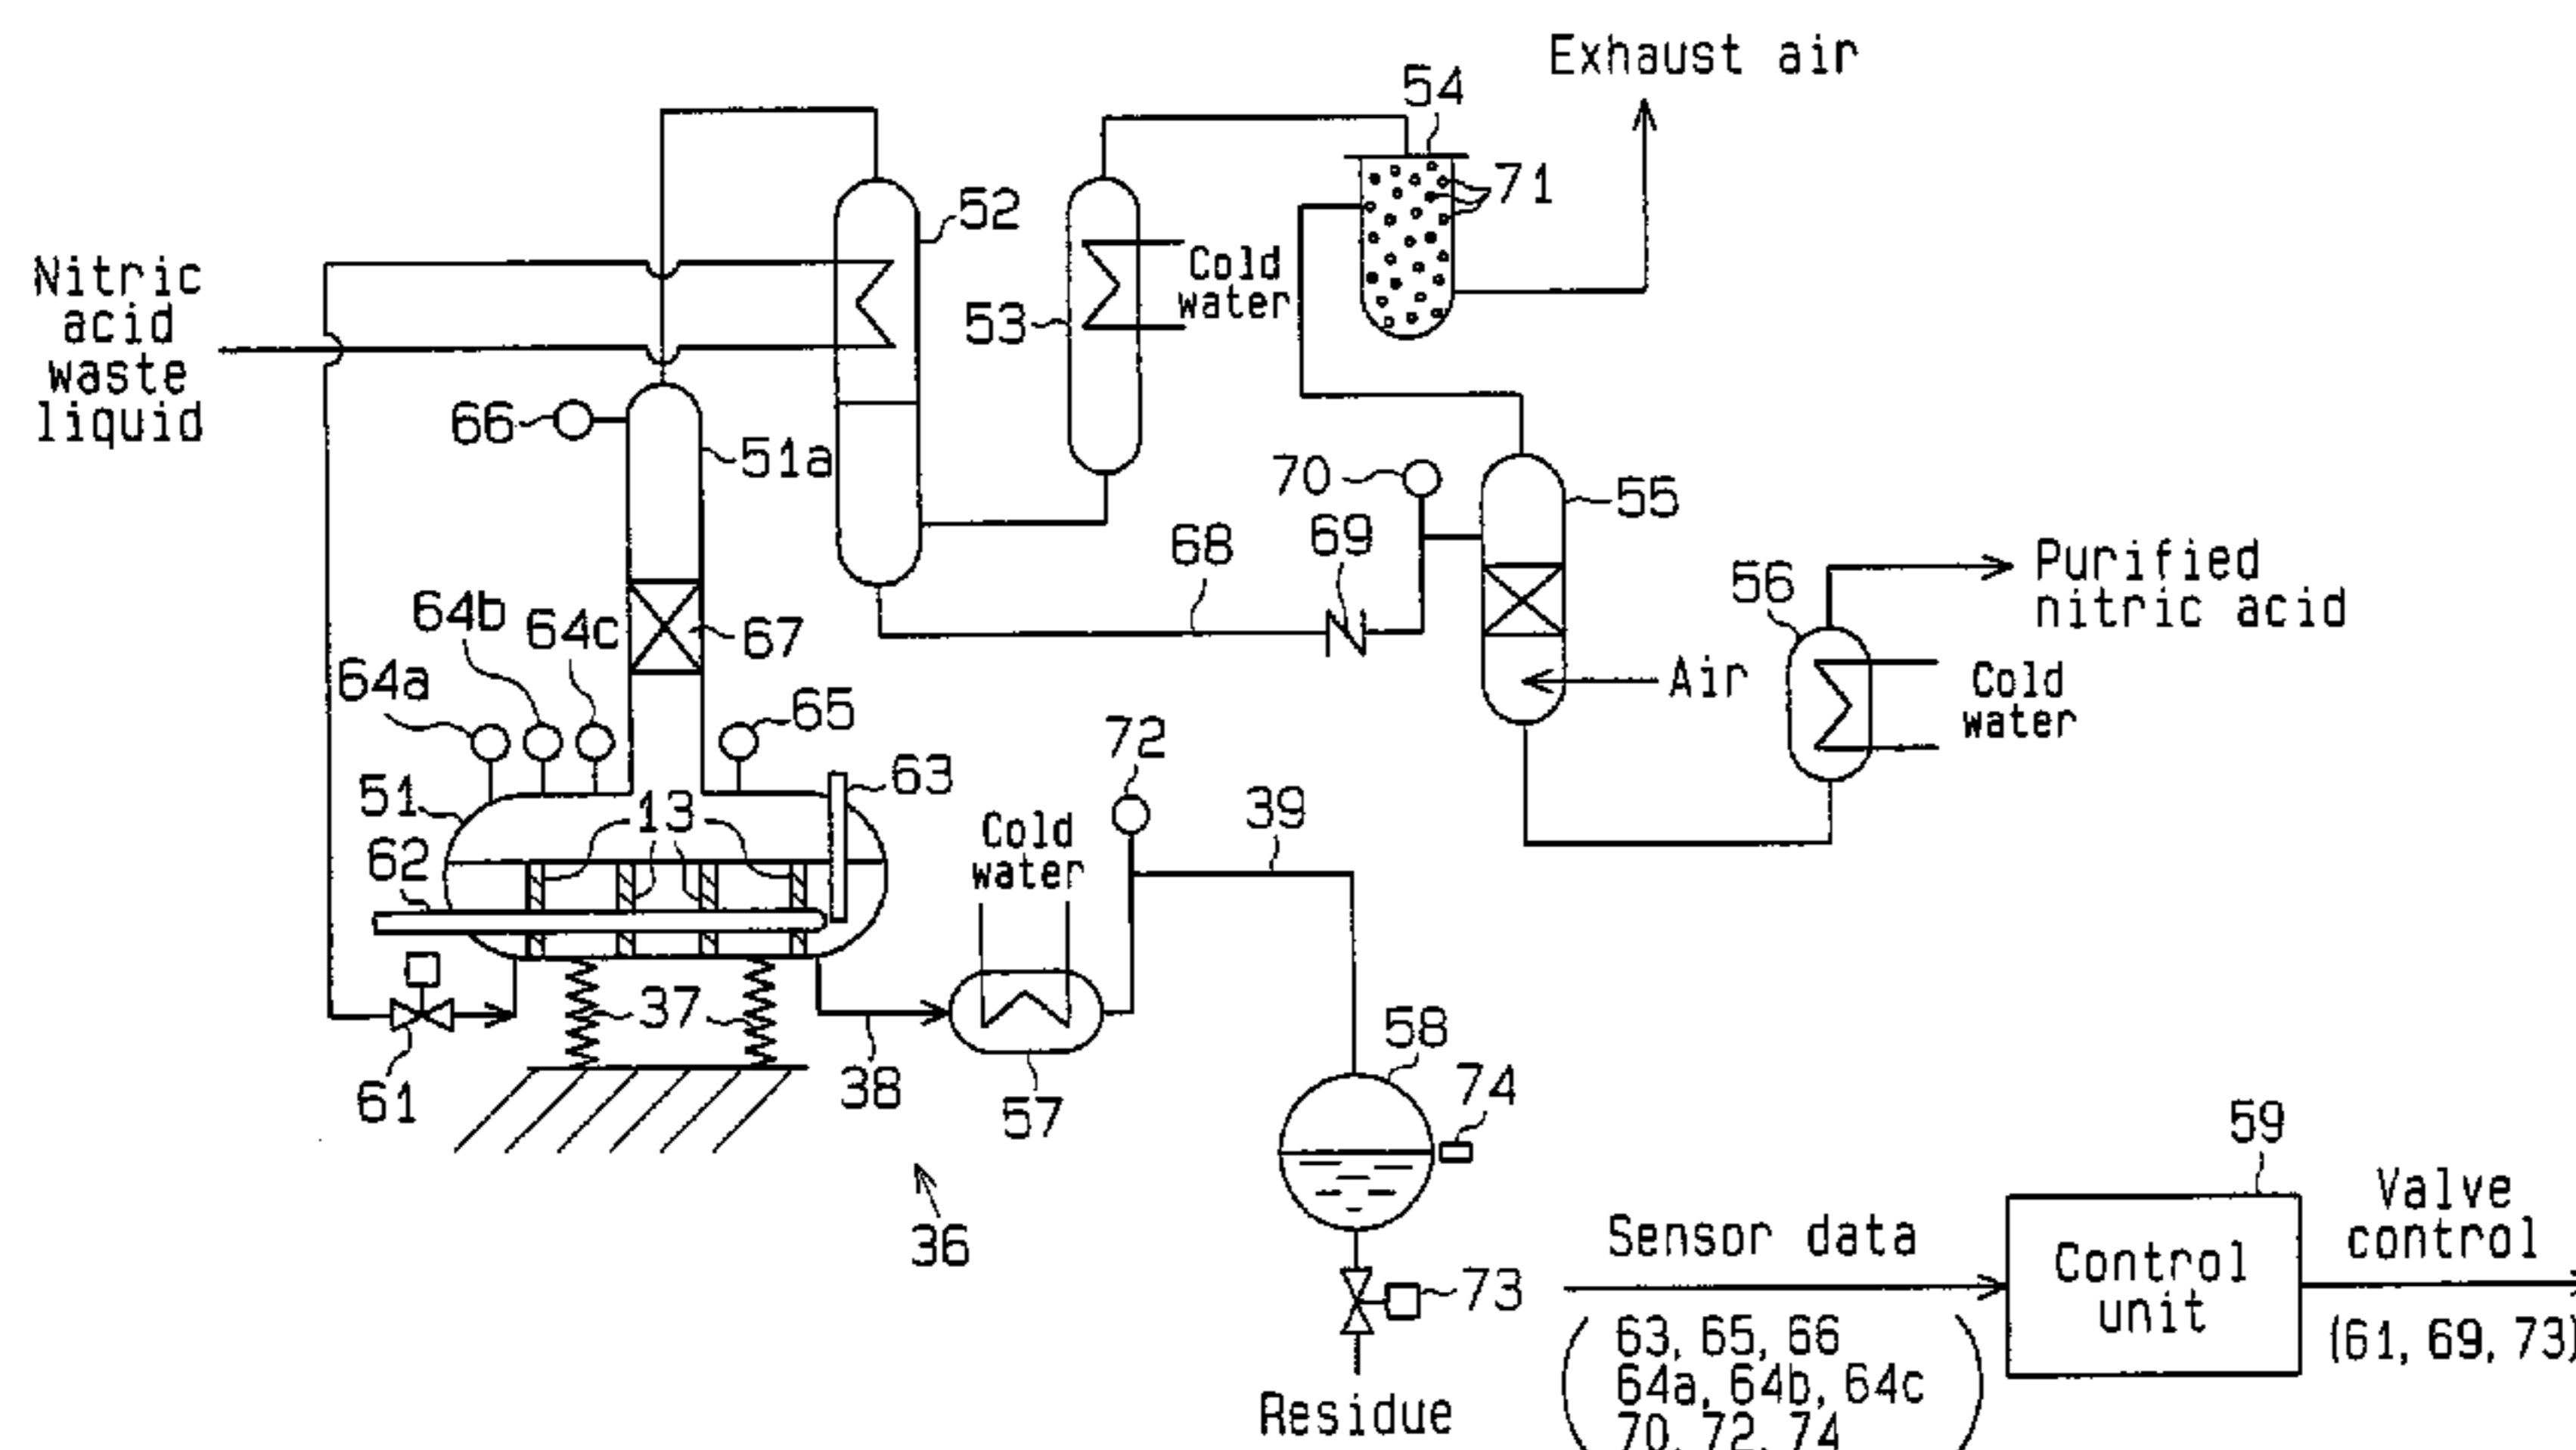 Exhaust air
54
71
52
Nitric
acid
waste
liquid
Cold
water
53
66
51a
70
55
69
68
56
Purified
nitric acid
64b
64c
67
64a
Air
Cold
water
65
72
63
51
13
Cold
water
39
62
37
58
61
38
57
74
59
36
Sensor data
Control
unit
Valve
control
73
63, 65, 66
64a, 64b, 64c
70, 72, 74
(61, 69, 73)
Residue